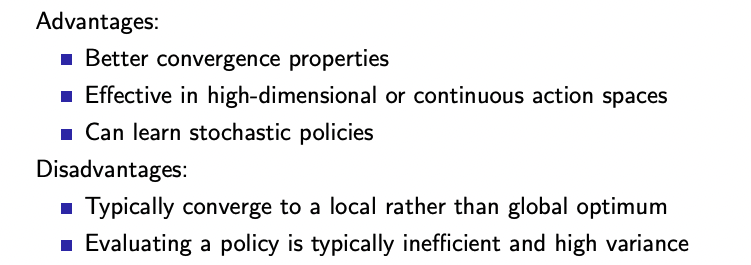 Advantages:
Better convergence properties
Effective in high-dimensional or continuous action spaces
Can learn stochastic policies
Disadvantages:
Typically converge to a local rather than global optimum
Evaluating a policy is typically inefficient and high variance